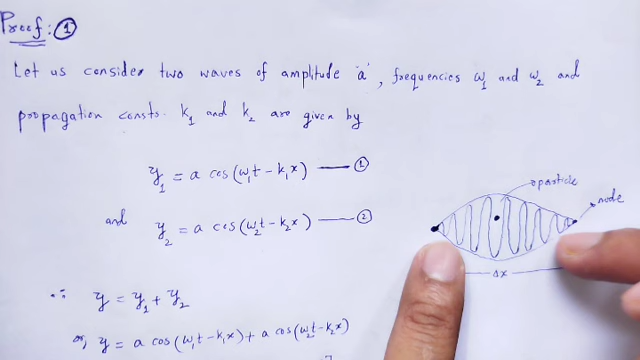 Proof: ①
Let us consider two waves of amplitude 'a', frequencies ω₁ and ω₂ and
propagation consts. k₁ and k₂ are given by
y₁ = a cos(ω₁t − k₁x) —— ①
and y₂ = a cos(ω₂t − k₂x) —— ②
particle
node
Δx
∴ y = y₁ + y₂
or, y = a cos(ω₁t − k₁x) + a cos(ω₂t − k₂x)